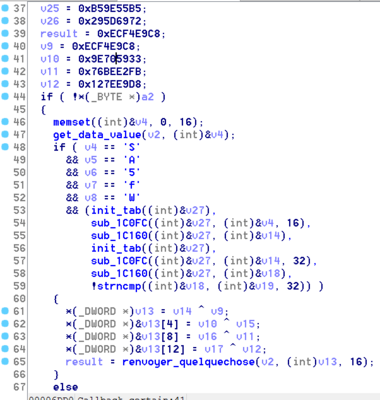 37 v25 = 0xB59E55B5;
38 v26 = 0x295D6972;
39 result = 0xECF4E9C8;
40 v9 = 0xECF4E9C8;
41 v10 = 0x9E705933;
42 v11 = 0x76BEE2FB;
43 v12 = 0x127EE9D8;
44 if ( !*(_BYTE *)a2 )
45 {
46 memset((int)&v4, 0, 16);
47 get_data_value(v2, (int)&v4);
48 if ( v4 == 'S'
49 && v5 == 'A'
50 && v6 == '5'
51 && v7 == 'f'
52 && v8 == 'W'
53 && (init_tab((int)&v27),
54 sub_1C0FC((int)&v27, (int)&v4, 16),
55 sub_1C160((int)&v27, (int)&v14),
56 init_tab((int)&v27),
57 sub_1C0FC((int)&v27, (int)&v14, 32),
58 sub_1C160((int)&v27, (int)&v18),
59 !strncmp((int)&v18, (int)&v19, 32)) )
60 {
61 *(_DWORD *)v13 = v14 ^ v9;
62 *(_DWORD *)&v13[4] = v10 ^ v15;
63 *(_DWORD *)&v13[8] = v16 ^ v11;
64 *(_DWORD *)&v13[12] = v17 ^ v12;
65 result = renvoyer_quelquechose(v2, (int)v13, 16);
66 }
67 else